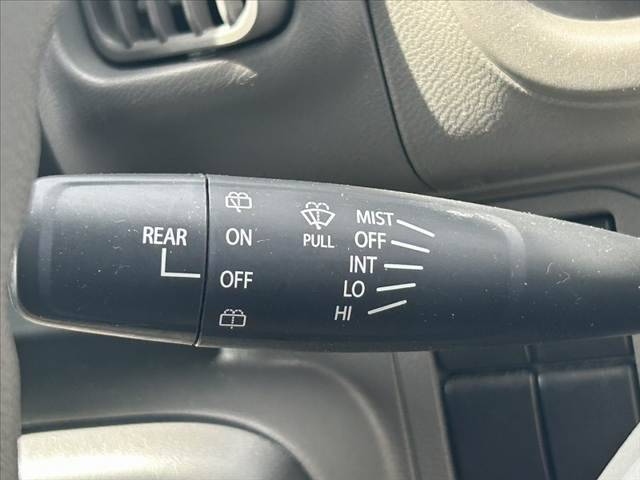 REAR
ON
OFF
PULL
MIST
OFF
INT
LO
HI